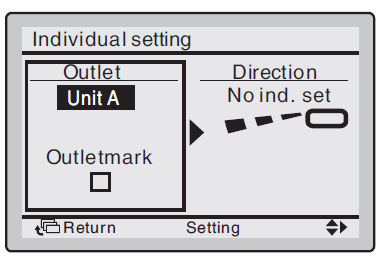 Individual setting
Outlet
Unit A
Outletmark
Direction
No ind. set
Return Setting